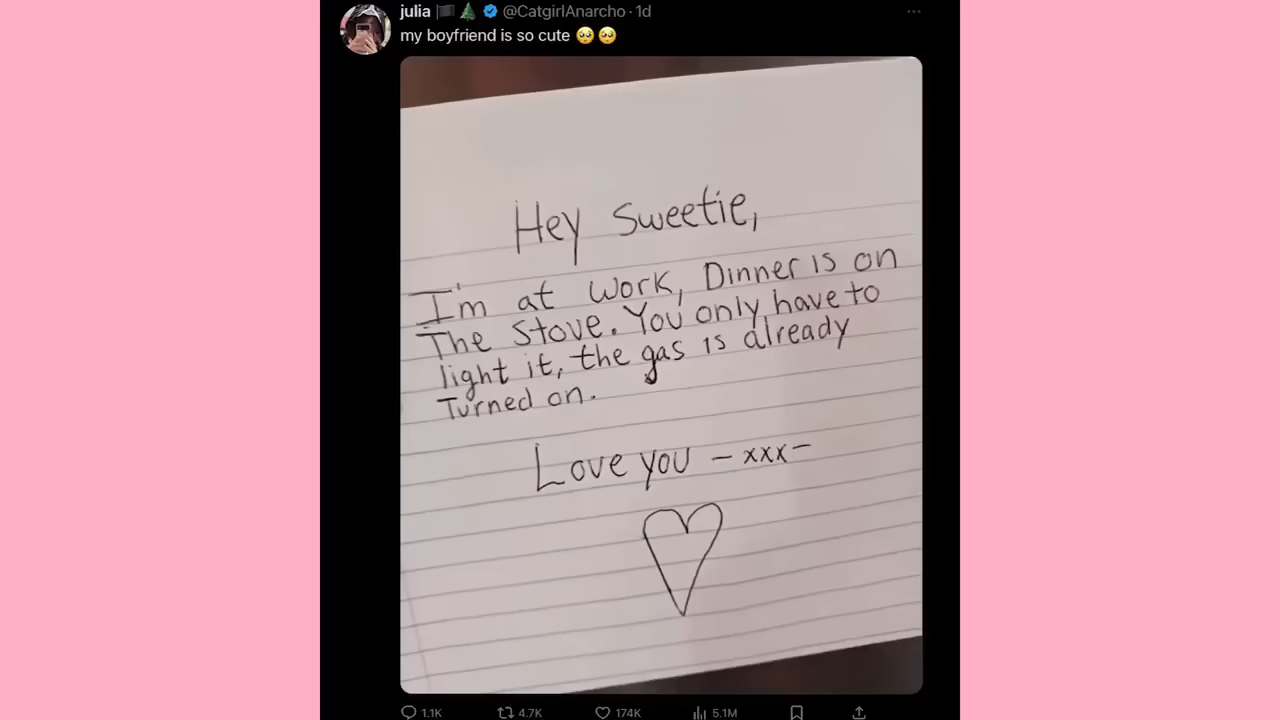 julia 🏴🌲 @CatgirlAnarcho · 1d
my boyfriend is so cute 🥺🥺
Hey Sweetie,
I'm at work, Dinner is on
The Stove. You only have to
light it, the gas is already
Turned on.
Love you – xxx –
1.1K 4.7K 174K 5.1M